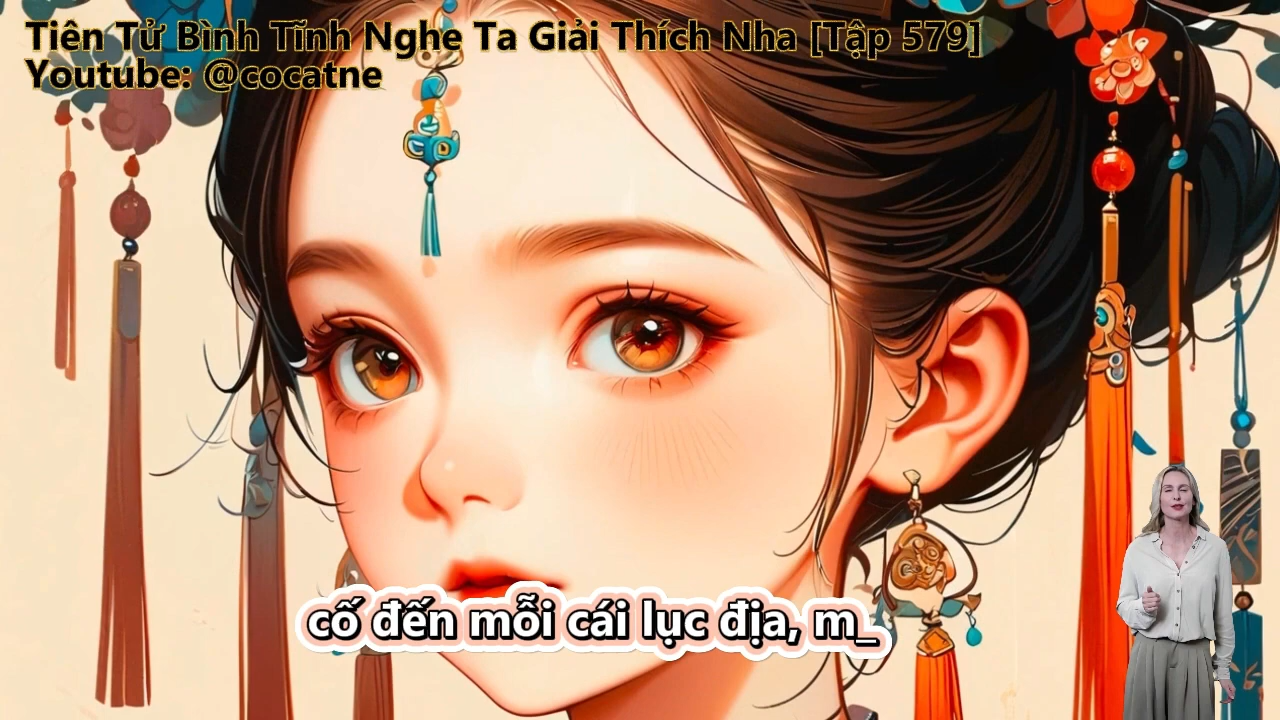 Tiên Tử Bình Tĩnh Nghe Ta Giải Thích Nha [Tập 579]
Youtube: @cocatne
cố đến mỗi cái lục địa, m_